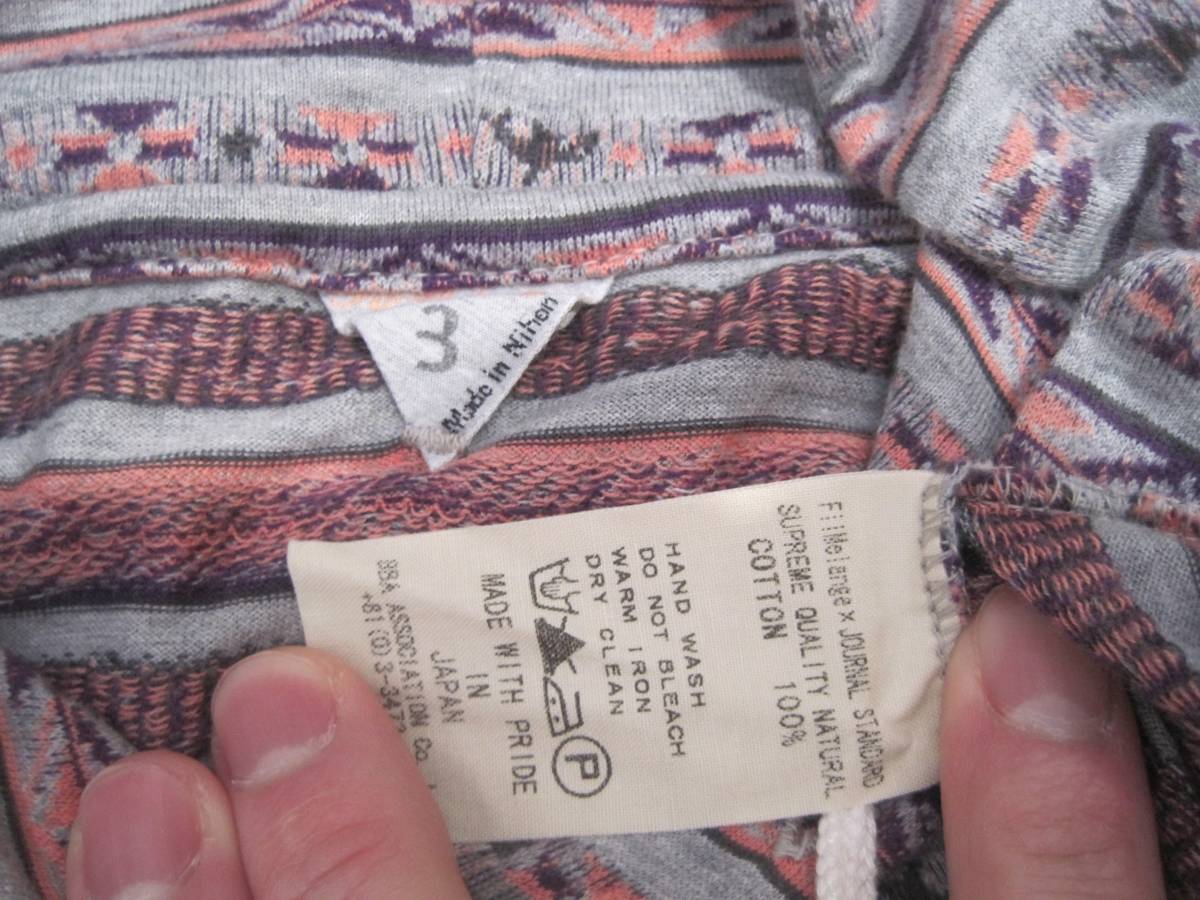 3
Made in Nihon
FilMelange x JOURNAL STANDARD
SUPREME QUALITY NATURAL
COTTON 100%
HAND WASH
DO NOT BLEACH
WARM IRON
DRY CLEAN
P
MADE WITH PRIDE
IN
JAPAN
ASSOCIATION Co.
+81(0)3-347